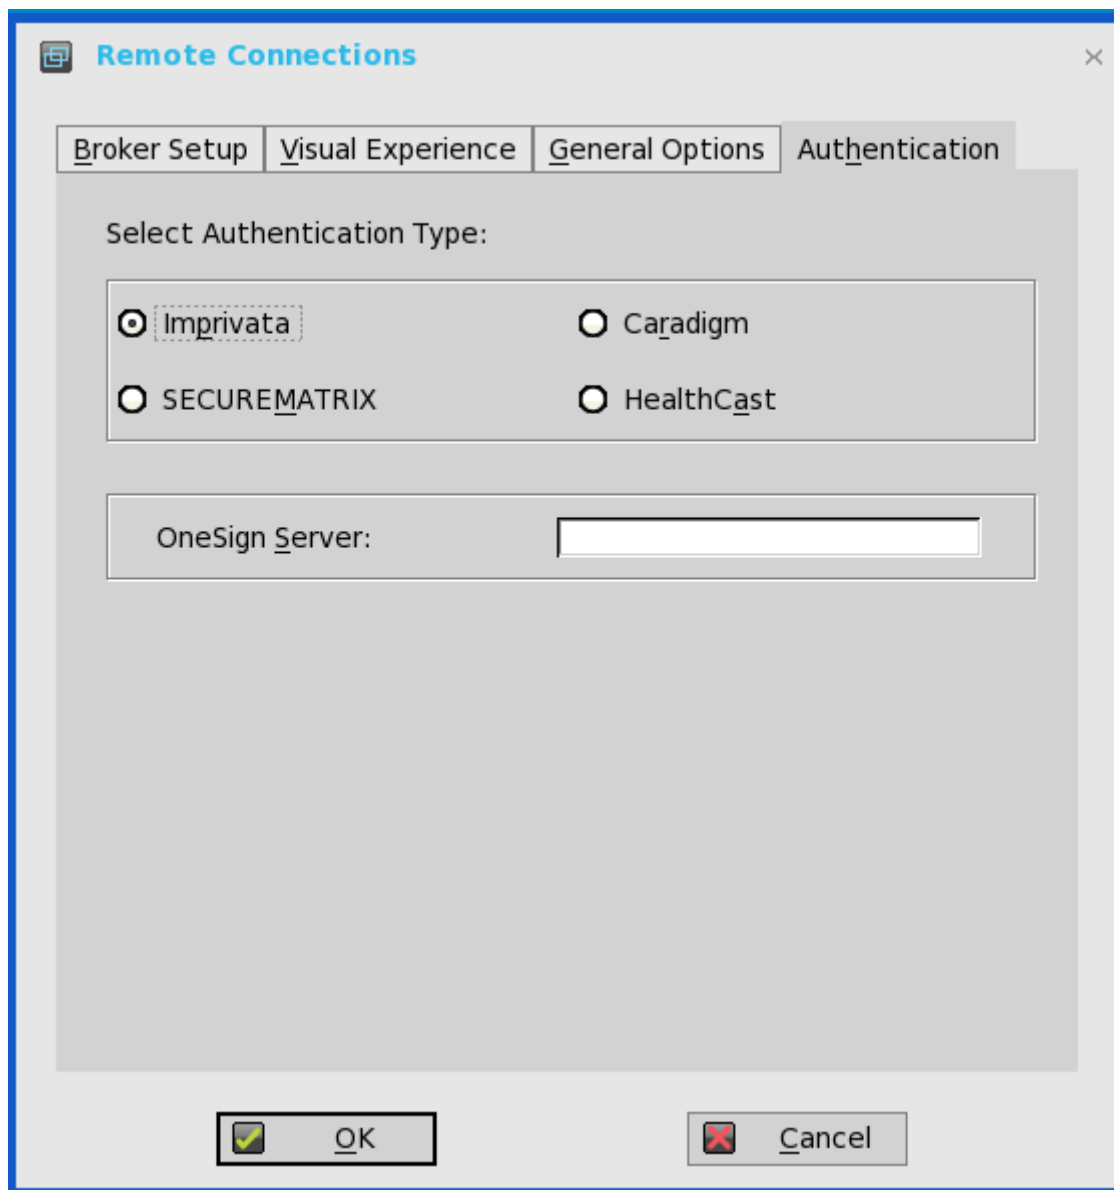 Remote Connections
Broker Setup Visual Experience General Options Authentication
Select Authentication Type:
Imprivata Caradigm
SECUREMATRIX HealthCast
OneSign Server:
OK Cancel